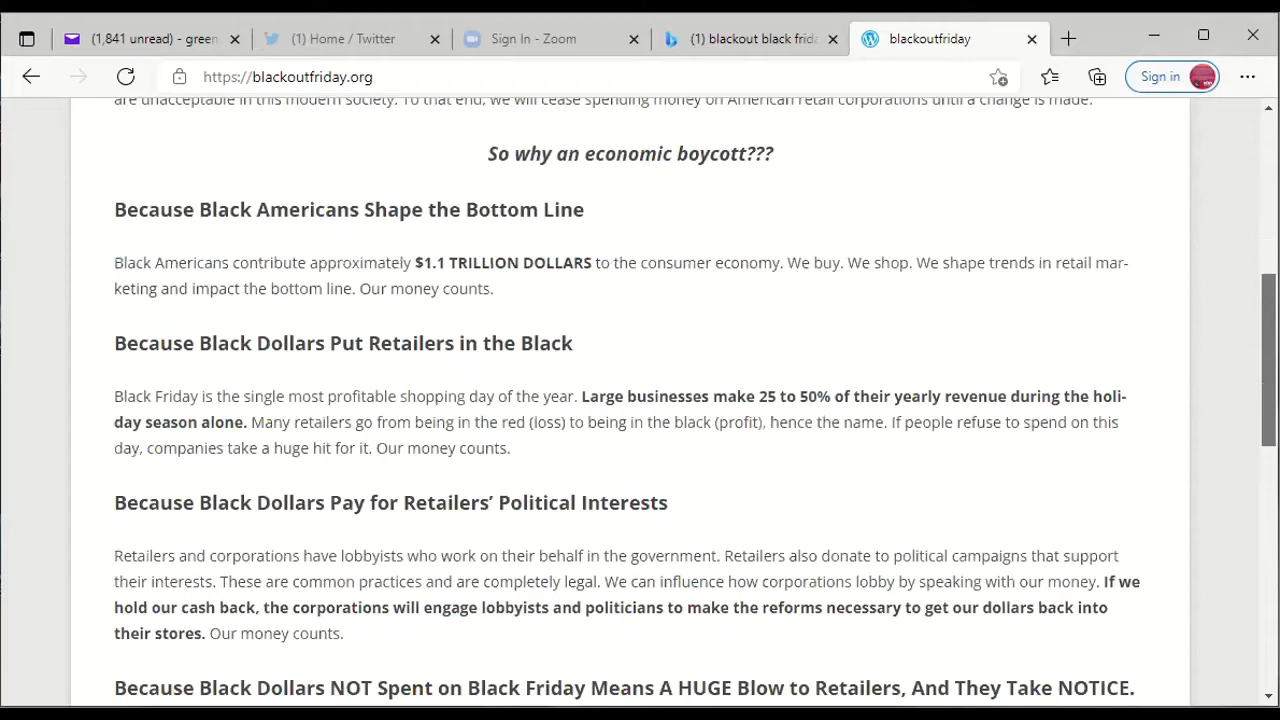 (1,841 unread) - green
(1) Home / Twitter
Sign In - Zoom
(1) blackout black frida
blackoutfriday
https://blackoutfriday.org
Sign in
are unacceptable in this modern society. To that end, we will cease spending money on American retail corporations until a change is made.
So why an economic boycott???
Because Black Americans Shape the Bottom Line
Black Americans contribute approximately $1.1 TRILLION DOLLARS to the consumer economy. We buy. We shop. We shape trends in retail mar-
keting and impact the bottom line. Our money counts.
Because Black Dollars Put Retailers in the Black
Black Friday is the single most profitable shopping day of the year. Large businesses make 25 to 50% of their yearly revenue during the holi-
day season alone. Many retailers go from being in the red (loss) to being in the black (profit), hence the name. If people refuse to spend on this
day, companies take a huge hit for it. Our money counts.
Because Black Dollars Pay for Retailers’ Political Interests
Retailers and corporations have lobbyists who work on their behalf in the government. Retailers also donate to political campaigns that support
their interests. These are common practices and are completely legal. We can influence how corporations lobby by speaking with our money. If we
hold our cash back, the corporations will engage lobbyists and politicians to make the reforms necessary to get our dollars back into
their stores. Our money counts.
Because Black Dollars NOT Spent on Black Friday Means A HUGE Blow to Retailers, And They Take NOTICE.